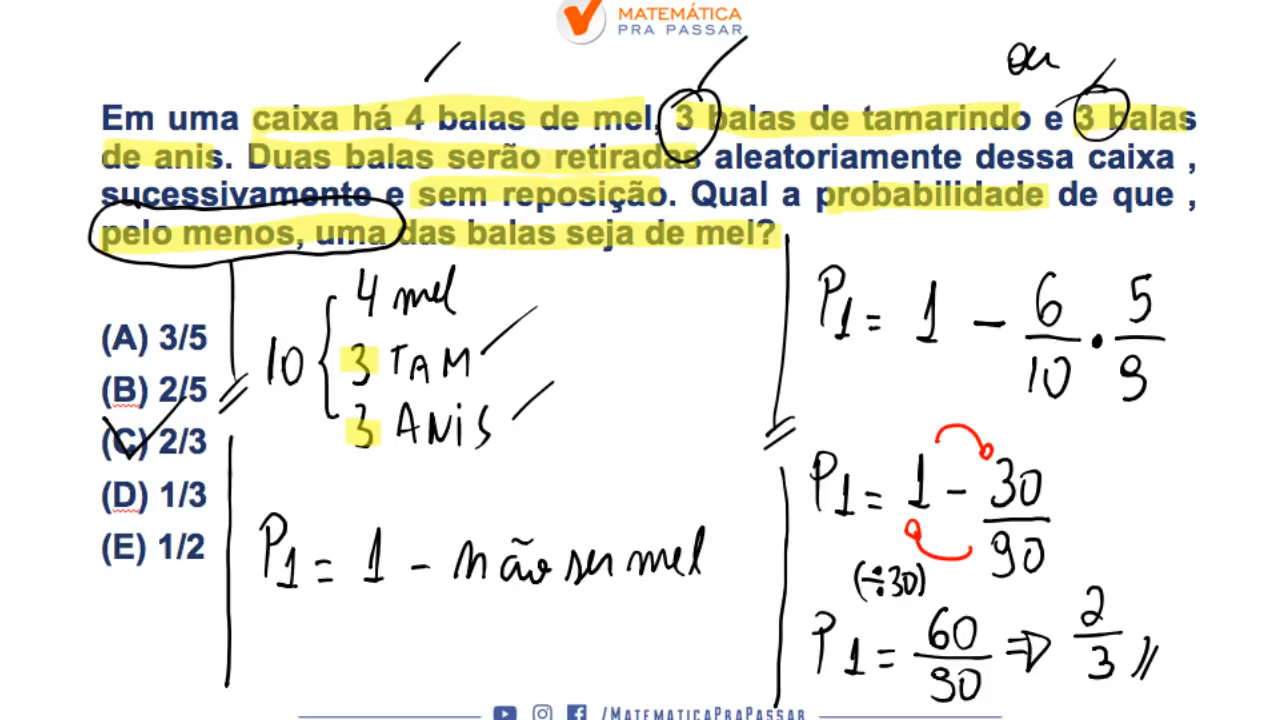 MATEMÁTICA
PRA PASSAR
ou
Em uma caixa há 4 balas de mel, 3 balas de tamarindo e 3 balas
de anis. Duas balas serão retiradas aleatoriamente dessa caixa ,
sucessivamente e sem reposição. Qual a probabilidade de que ,
pelo menos, uma das balas seja de mel?
(A) 3/5
(B) 2/5
(C) 2/3
(D) 1/3
(E) 1/2
10 { 4 mel
3 TAM
3 ANIS
P1 = 1 - não ser mel
P1 = 1 - 6/10 . 5/9
P1 = 1 - 30/90
(÷30)
P1 = 60/90 => 2/3 //
/MATEMATICAPRAPASSAR